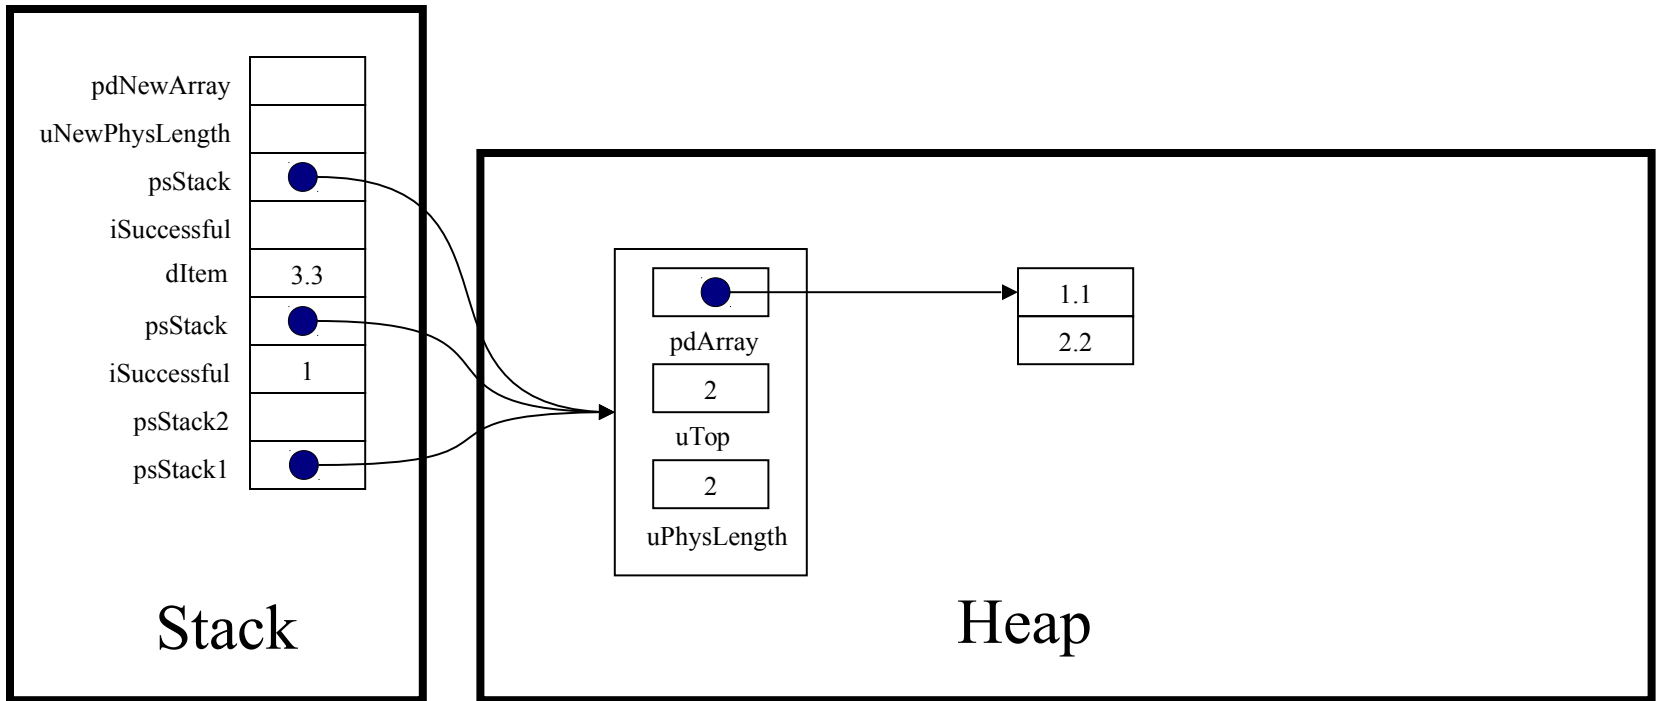 pdNewArray
uNewPhysLength
psStack
iSuccessful
dItem 3.3
psStack
iSuccessful 1
psStack2
psStack1
Stack
pdArray
2
uTop
2
uPhysLength
1.1
2.2
Heap